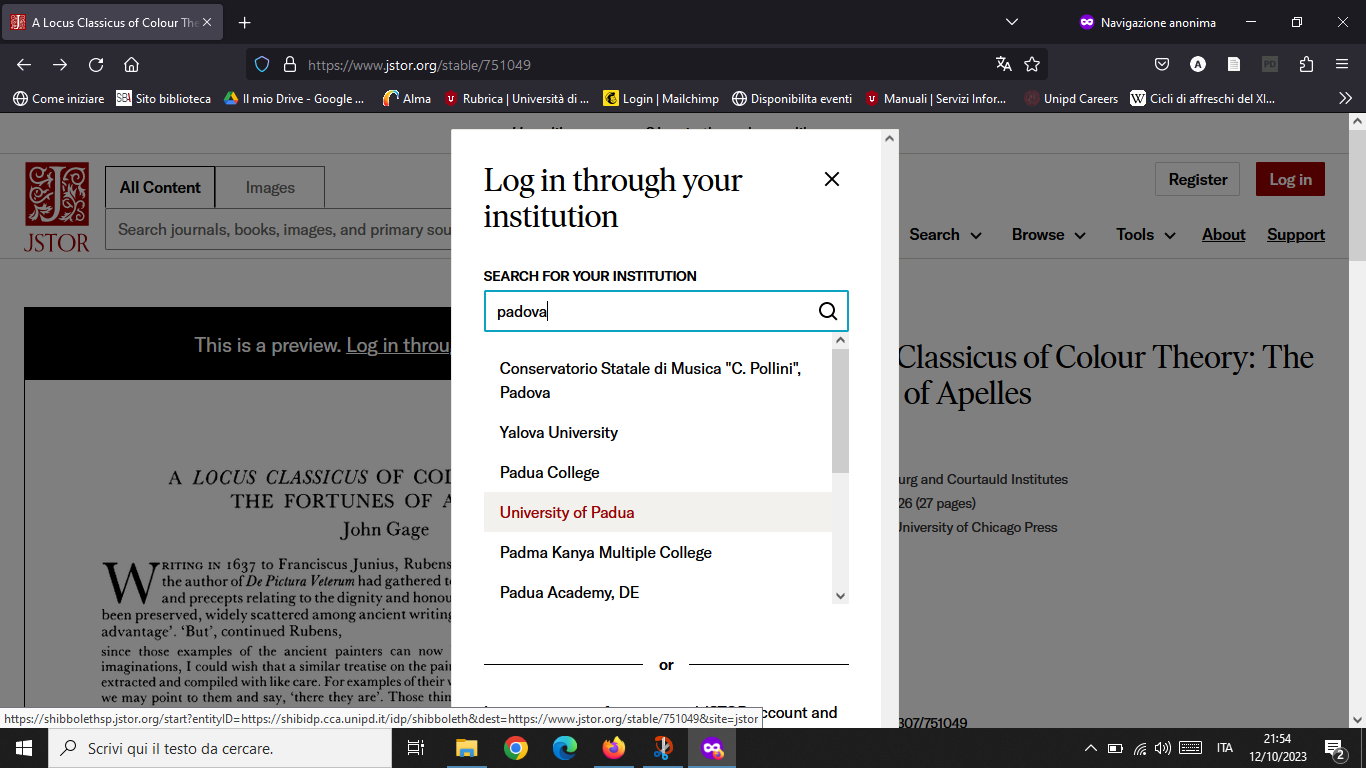 A Locus Classicus of Colour The
Navigazione anonima
https://www.jstor.org/stable/751049
Come iniziare
Sito biblioteca
Il mio Drive - Google ...
Alma
Rubrica | Università di ...
Login | Mailchimp
Disponibilita eventi
Manuali | Servizi Infor...
Unipd Careers
Cicli di affreschi del XI...
JSTOR
All Content
Images
Search journals, books, images, and primary sou
Register
Log in
Search
Browse
Tools
About
Support
Log in through your
institution
SEARCH FOR YOUR INSTITUTION
padova
Conservatorio Statale di Musica "C. Pollini",
Padova
Yalova University
Padua College
University of Padua
Padma Kanya Multiple College
Padua Academy, DE
or
account and
This is a preview. Log in throu
A LOCUS CLASSICUS OF COL
THE FORTUNES OF A
John Gage
WRITING IN 1637 to Franciscus Junius, Rubens
the author of De Pictura Veterum had gathered to
and precepts relating to the dignity and honou
been preserved, widely scattered among ancient writing
advantage'. 'But', continued Rubens,
since those examples of the ancient painters can now
imaginations, I could wish that a similar treatise on the pain
extracted and compiled with like care. For examples of their
we may point to them and say, 'there they are'. Those thin
Classicus of Colour Theory: The
of Apelles
urg and Courtauld Institutes
26 (27 pages)
University of Chicago Press
307/751049
https://shibbolethsp.jstor.org/start?entityID=https://shibidp.cca.unipd.it/idp/shibboleth&dest=https://www.jstor.org/stable/751049&site=jstor
Scrivi qui il testo da cercare.
ITA
21:54
12/10/2023
2